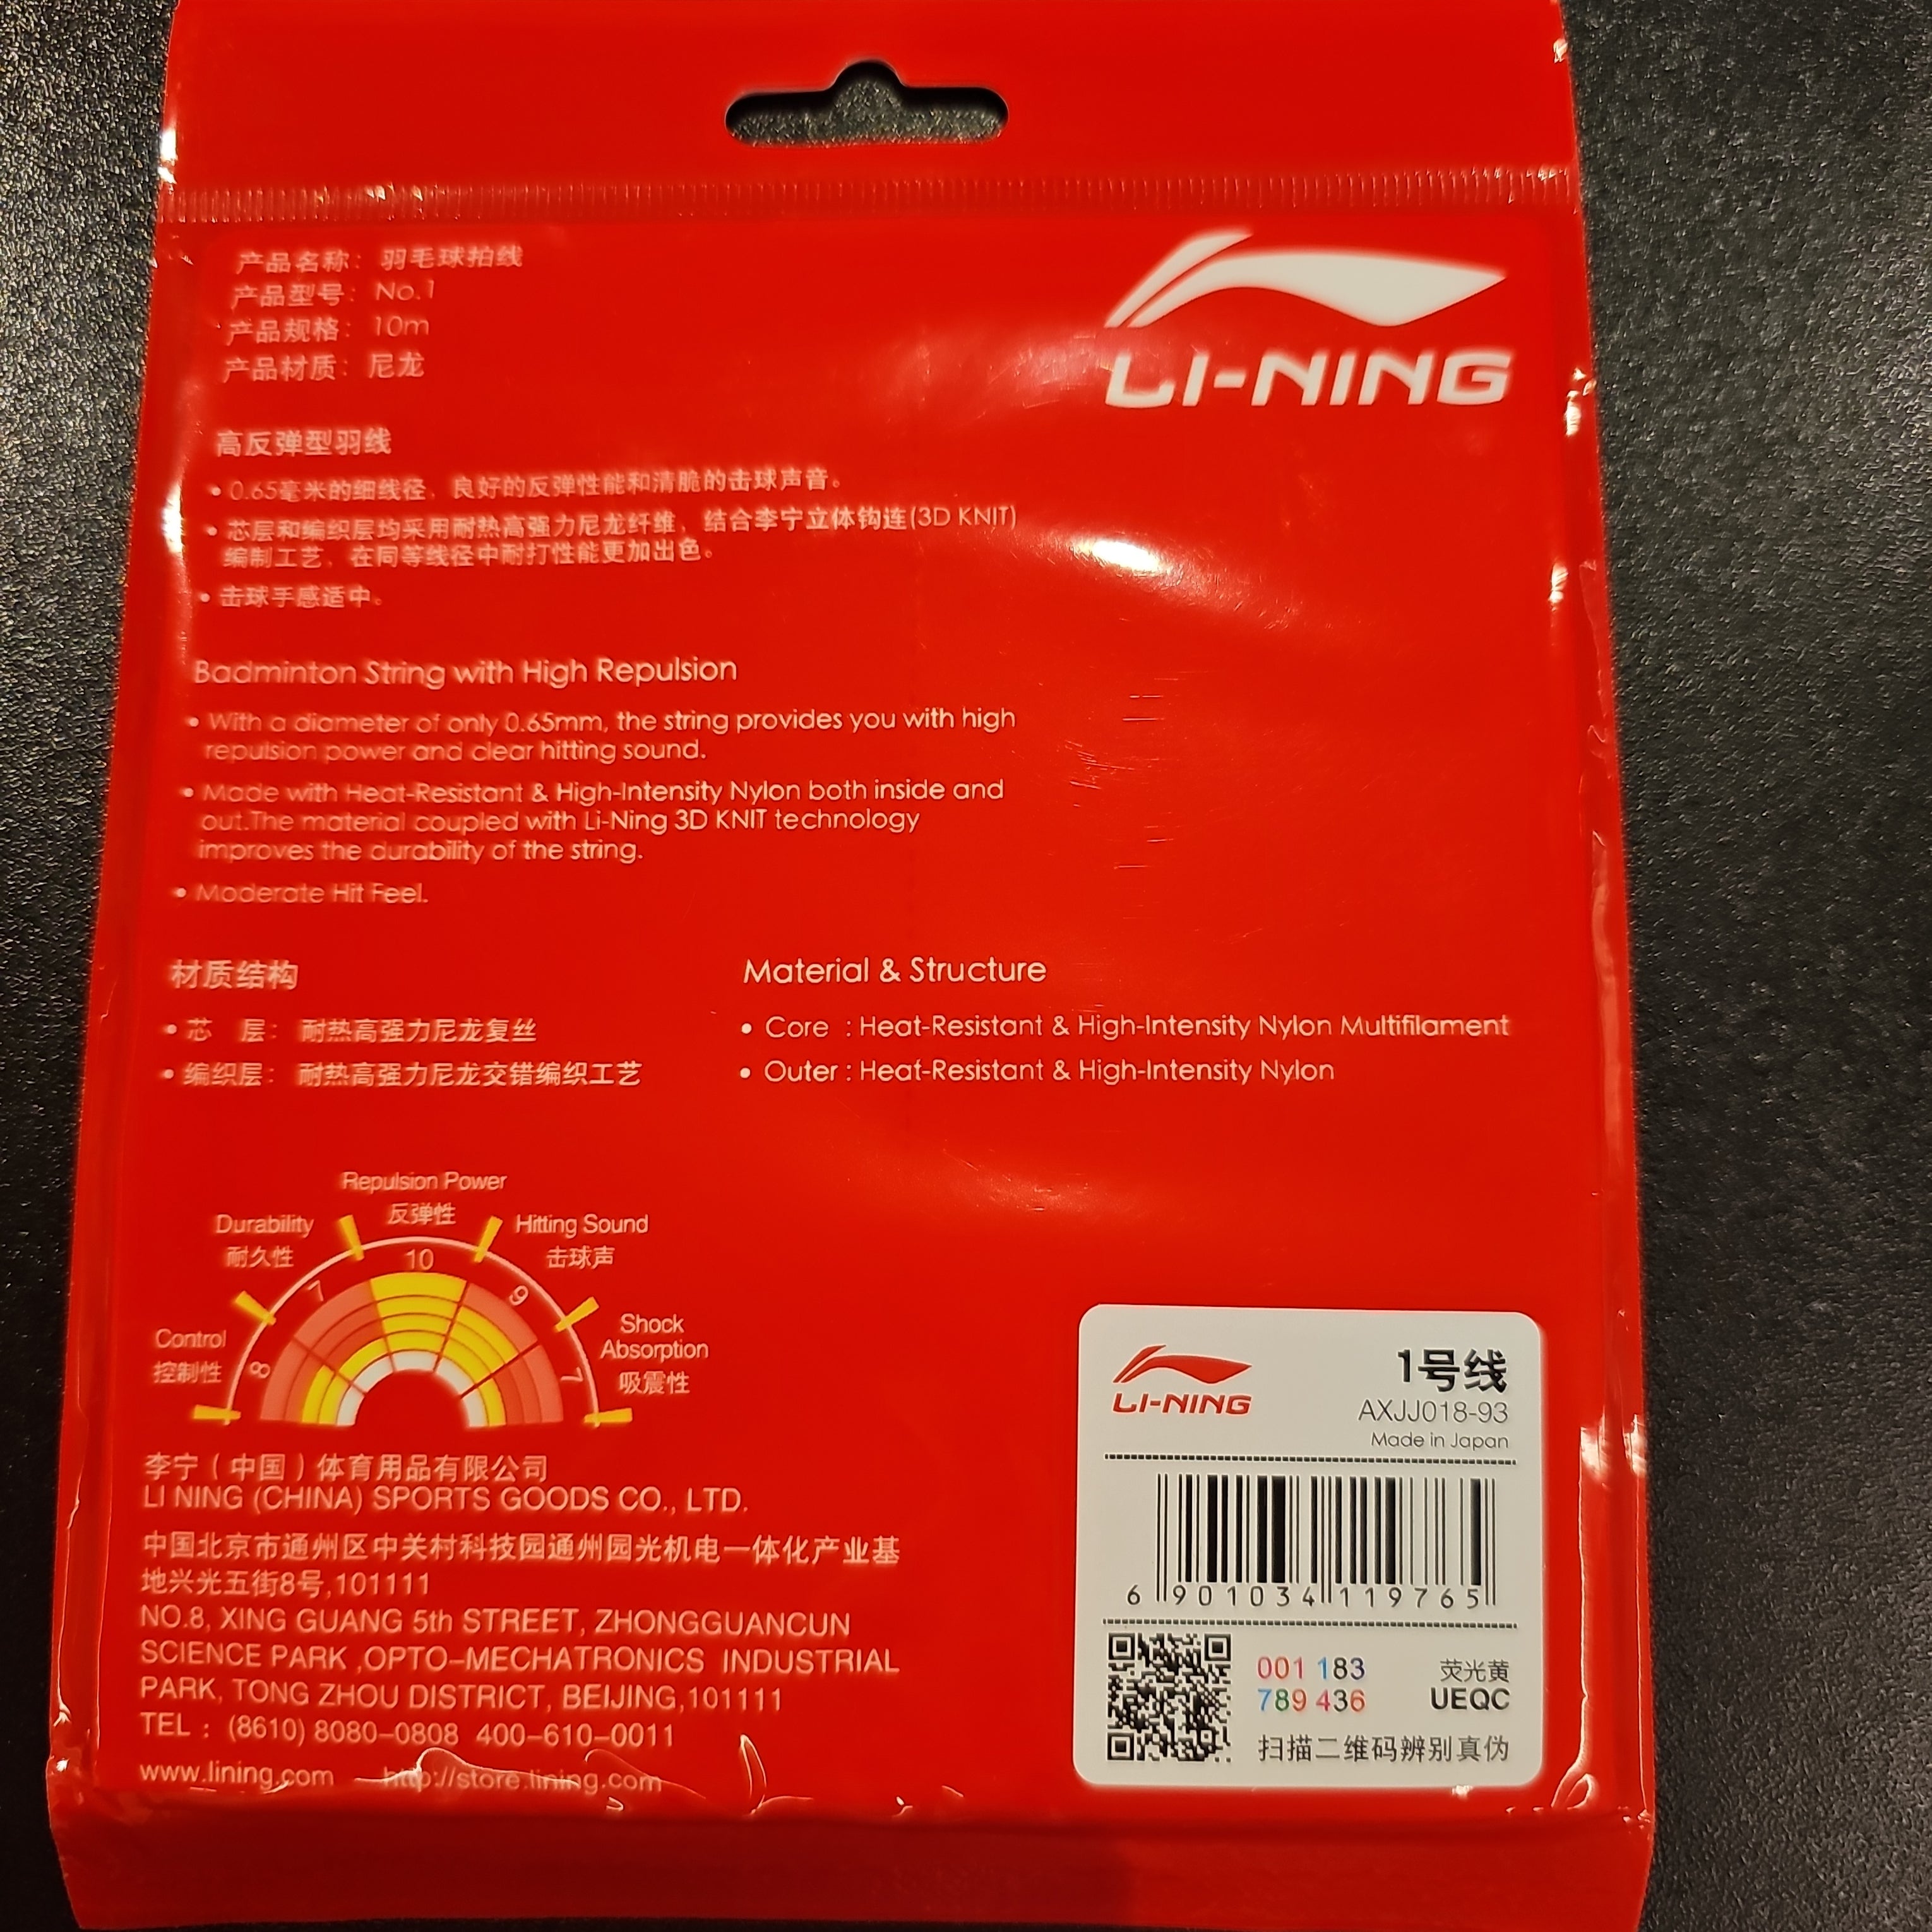 产品名称：羽毛球拍线
产品型号：No.1
产品规格：10m
产品材质：尼龙
LI-NING
高反弹型羽线
• 0.65毫米的细线径，良好的反弹性能和清脆的击球声音。
• 芯层和编织层均采用耐热高强力尼龙纤维，结合李宁立体钩连(3D KNIT)
编制工艺，在同等线径中耐打性能更加出色。
• 击球手感适中。
Badminton String with High Repulsion
• With a diameter of only 0.65mm, the string provides you with high
repulsion power and clear hitting sound.
• Made with Heat-Resistant & High-Intensity Nylon both inside and
out.The material coupled with Li-Ning 3D KNIT technology
improves the durability of the string.
• Moderate Hit Feel.
材质结构
• 芯 层： 耐热高强力尼龙复丝
• 编织层： 耐热高强力尼龙交错编织工艺
Material & Structure
• Core : Heat-Resistant & High-Intensity Nylon Multifilament
• Outer : Heat-Resistant & High-Intensity Nylon
Repulsion Power
反弹性
10
Durability
耐久性
7
Hitting Sound
击球声
9
Control
控制性
8
Shock
Absorption
吸震性
7
李宁（中国）体育用品有限公司
LI NING (CHINA) SPORTS GOODS CO., LTD.
中国北京市通州区中关村科技园通州园光机电一体化产业基
地兴光五街8号,101111
NO.8, XING GUANG 5th STREET, ZHONGGUANCUN
SCIENCE PARK ,OPTO-MECHATRONICS INDUSTRIAL
PARK, TONG ZHOU DISTRICT, BEIJING,101111
TEL : (8610) 8080-0808 400-610-0011
www.lining.com http://store.lining.com
LI-NING
1号线
AXJJ018-93
Made in Japan
6 901034 119765
001 183
789 436
荧光黄
UEQC
扫描二维码辨别真伪